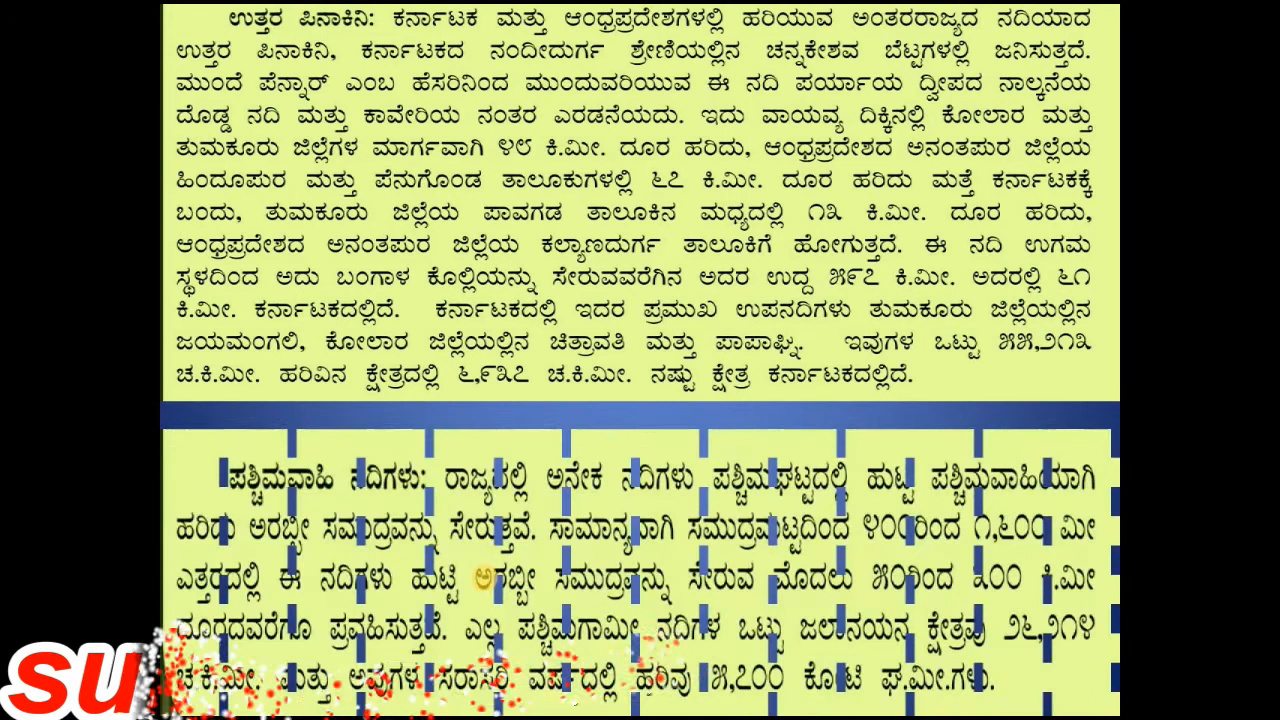 ಉತ್ತರ ಪಿನಾಕಿನಿ: ಕರ್ನಾಟಕ ಮತ್ತು ಆಂಧ್ರಪ್ರದೇಶಗಳಲ್ಲಿ ಹರಿಯುವ ಅಂತರರಾಜ್ಯದ ನದಿಯಾದ
ಉತ್ತರ ಪಿನಾಕಿನಿ, ಕರ್ನಾಟಕದ ನಂದೀದುರ್ಗ ಶ್ರೇಣಿಯಲ್ಲಿನ ಚನ್ನಕೇಶವ ಬೆಟ್ಟಗಳಲ್ಲಿ ಜನಿಸುತ್ತದೆ.
ಮುಂದೆ ಪೆನ್ನಾರ್ ಎಂಬ ಹೆಸರಿನಿಂದ ಮುಂದುವರಿಯುವ ಈ ನದಿ ಪರ್ಯಾಯ ದ್ವೀಪದ ನಾಲ್ಕನೆಯ
ದೊಡ್ಡ ನದಿ ಮತ್ತು ಕಾವೇರಿಯ ನಂತರ ಎರಡನೆಯದು. ಇದು ವಾಯವ್ಯ ದಿಕ್ಕಿನಲ್ಲಿ ಕೋಲಾರ ಮತ್ತು
ತುಮಕೂರು ಜಿಲ್ಲೆಗಳ ಮಾರ್ಗವಾಗಿ ೪೮ ಕಿ.ಮೀ. ದೂರ ಹರಿದು, ಆಂಧ್ರಪ್ರದೇಶದ ಅನಂತಪುರ ಜಿಲ್ಲೆಯ
ಹಿಂದೂಪುರ ಮತ್ತು ಪೆನುಗೊಂಡ ತಾಲೂಕುಗಳಲ್ಲಿ ೬೭ ಕಿ.ಮೀ. ದೂರ ಹರಿದು ಮತ್ತೆ ಕರ್ನಾಟಕಕ್ಕೆ
ಬಂದು, ತುಮಕೂರು ಜಿಲ್ಲೆಯ ಪಾವಗಡ ತಾಲೂಕಿನ ಮಧ್ಯದಲ್ಲಿ ೧೩ ಕಿ.ಮೀ. ದೂರ ಹರಿದು,
ಆಂಧ್ರಪ್ರದೇಶದ ಅನಂತಪುರ ಜಿಲ್ಲೆಯ ಕಲ್ಯಾಣದುರ್ಗ ತಾಲೂಕಿಗೆ ಹೋಗುತ್ತದೆ. ಈ ನದಿ ಉಗಮ
ಸ್ಥಳದಿಂದ ಅದು ಬಂಗಾಳ ಕೊಲ್ಲಿಯನ್ನು ಸೇರುವವರೆಗಿನ ಅದರ ಉದ್ದ ೫೯೭ ಕಿ.ಮೀ. ಅದರಲ್ಲಿ ೬೧
ಕಿ.ಮೀ. ಕರ್ನಾಟಕದಲ್ಲಿದೆ. ಕರ್ನಾಟಕದಲ್ಲಿ ಇದರ ಪ್ರಮುಖ ಉಪನದಿಗಳು ತುಮಕೂರು ಜಿಲ್ಲೆಯಲ್ಲಿನ
ಜಯಮಂಗಲಿ, ಕೋಲಾರ ಜಿಲ್ಲೆಯಲ್ಲಿನ ಚಿತ್ರಾವತಿ ಮತ್ತು ಪಾಪಾಘ್ನಿ. ಇವುಗಳ ಒಟ್ಟು ೫೫,೨೧೩
ಚ.ಕಿ.ಮೀ. ಹರಿವಿನ ಕ್ಷೇತ್ರದಲ್ಲಿ ೬,೯೩೭ ಚ.ಕಿ.ಮೀ. ನಷ್ಟು ಕ್ಷೇತ್ರ ಕರ್ನಾಟಕದಲ್ಲಿದೆ.
ಪಶ್ಚಿಮವಾಹಿ ನದಿಗಳು: ರಾಜ್ಯದಲ್ಲಿ ಅನೇಕ ನದಿಗಳು ಪಶ್ಚಿಮಘಟ್ಟದಲ್ಲಿ ಹುಟ್ಟಿ ಪಶ್ಚಿಮವಾಹಿಯಾಗಿ
ಹರಿದು ಅರಬ್ಬೀ ಸಮುದ್ರವನ್ನು ಸೇರುತ್ತವೆ. ಸಾಮಾನ್ಯವಾಗಿ ಸಮುದ್ರಮಟ್ಟದಿಂದ ೪೦೦ರಿಂದ ೧,೬೦೦ ಮೀ
ಎತ್ತರದಲ್ಲಿ ಈ ನದಿಗಳು ಹುಟ್ಟಿ ಅರಬ್ಬೀ ಸಮುದ್ರವನ್ನು ಸೇರುವ ಮೊದಲು ೫೦ರಿಂದ ಕಿ.ಮೀ
ದೂರದವರೆಗೂ ಪ್ರವಹಿಸುತ್ತವೆ. ಎಲ್ಲ ಪಶ್ಚಿಮಗಾಮೀ ನದಿಗಳ ಒಟ್ಟು ಜಲಾನಯನ ಕ್ಷೇತ್ರವು ೨೬,೨೧೪
ಚ.ಕಿ.ಮೀ. ಮತ್ತು ಅವುಗಳ ಸರಾಸರಿ ವರ್ಷದಲ್ಲಿ ಹರಿವು ೫,೭೦೦ ಕೋಟಿ ಘ.ಮೀ.ಗಳು.
su